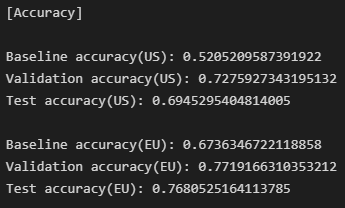 [Accuracy]
Baseline accuracy(US): 0.5205209587391922
Validation accuracy(US): 0.7275927343195132
Test accuracy(US): 0.6945295404814005
Baseline accuracy(EU): 0.6736346722118858
Validation accuracy(EU): 0.7719166310353212
Test accuracy(EU): 0.7680525164113785